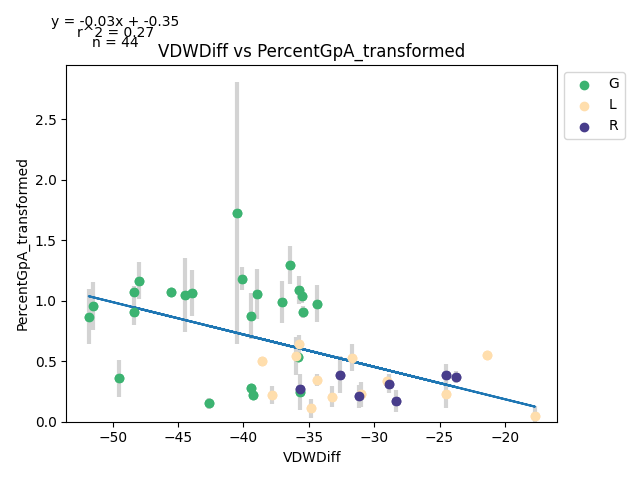 y = -0.03x + -0.35
r^2 = 0.27
n = 44
VDWDiff vs PercentGpA_transformed
G
L
R
PercentGpA_transformed
2.5
2.0
1.5
1.0
0.5
0.0
−50
−45
−40
−35
−30
−25
−20
VDWDiff